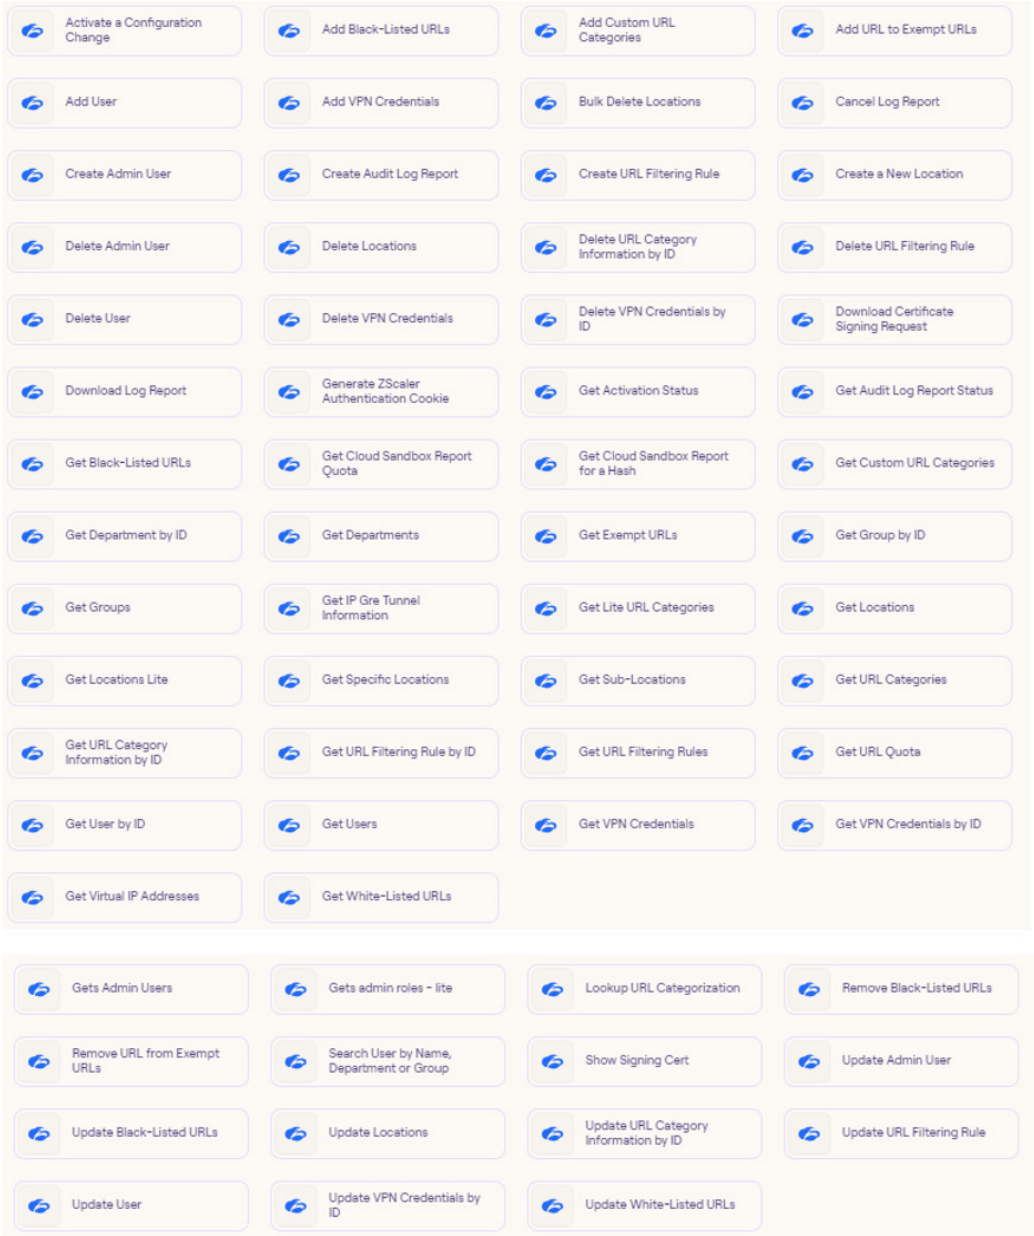 Activate a Configuration
Change
Add Black-Listed URLs
Add Custom URL
Categories
Add URL to Exempt URLs
Add User
Add VPN Credentials
Bulk Delete Locations
Cancel Log Report
Create Admin User
Create Audit Log Report
Create URL Filtering Rule
Create a New Location
Delete Admin User
Delete Locations
Delete URL Category
Information by ID
Delete URL Filtering Rule
Delete User
Delete VPN Credentials
Delete VPN Credentials by
ID
Download Certificate
Signing Request
Download Log Report
Generate ZScaler
Authentication Cookie
Get Activation Status
Get Audit Log Report Status
Get Black-Listed URLs
Get Cloud Sandbox Report
Quota
Get Cloud Sandbox Report
for a Hash
Get Custom URL Categories
Get Department by ID
Get Departments
Get Exempt URLs
Get Group by ID
Get Groups
Get IP Gre Tunnel
Information
Get Lite URL Categories
Get Locations
Get Locations Lite
Get Specific Locations
Get Sub-Locations
Get URL Categories
Get URL Category
Information by ID
Get URL Filtering Rule by ID
Get URL Filtering Rules
Get URL Quota
Get User by ID
Get Users
Get VPN Credentials
Get VPN Credentials by ID
Get Virtual IP Addresses
Get White-Listed URLs
Gets Admin Users
Gets admin roles - lite
Lookup URL Categorization
Remove Black-Listed URLs
Remove URL from Exempt
URLs
Search User by Name,
Department or Group
Show Signing Cert
Update Admin User
Update Black-Listed URLs
Update Locations
Update URL Category
Information by ID
Update URL Filtering Rule
Update User
Update VPN Credentials by
ID
Update White-Listed URLs